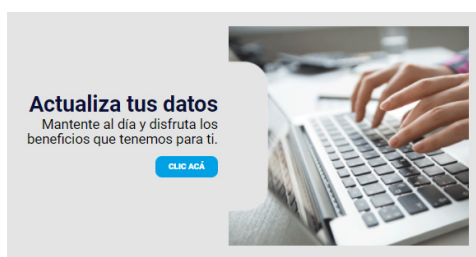 Actualiza tus datos
Mantente al día y disfruta los
beneficios que tenemos para ti.
CLIC ACÁ